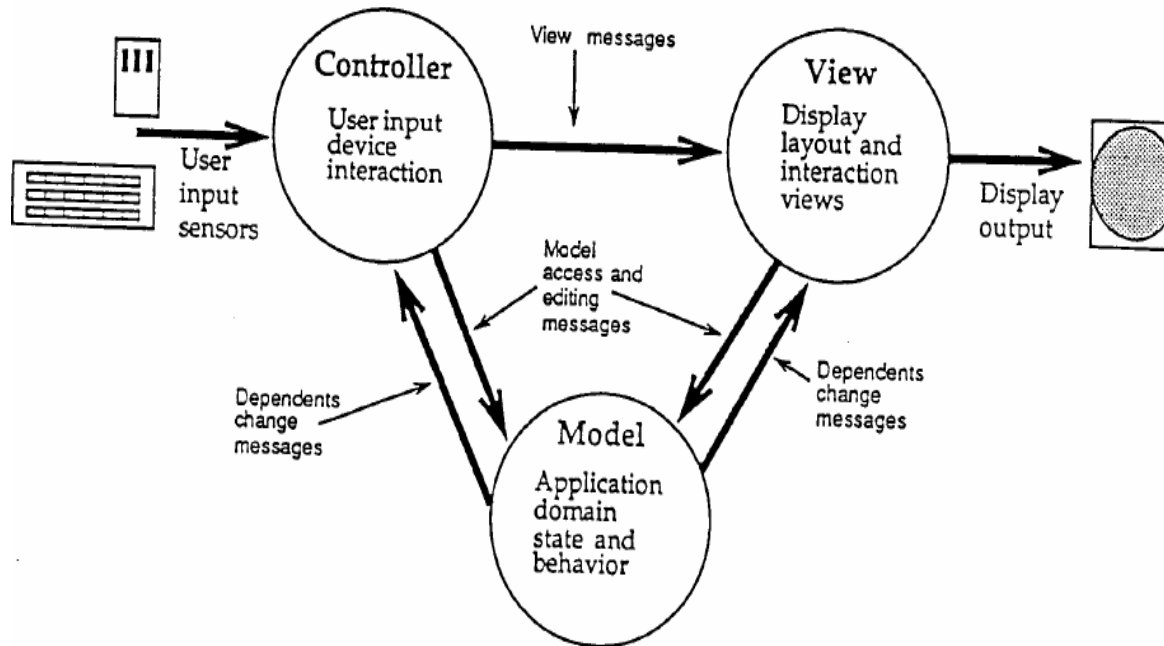 View messages
Controller
User input
device
interaction
View
Display
layout and
interaction
views
User
input
sensors
Display
output
Model
access and
editing
messages
Dependents
change
messages
Dependents
change
messages
Model
Application
domain
state and
behavior